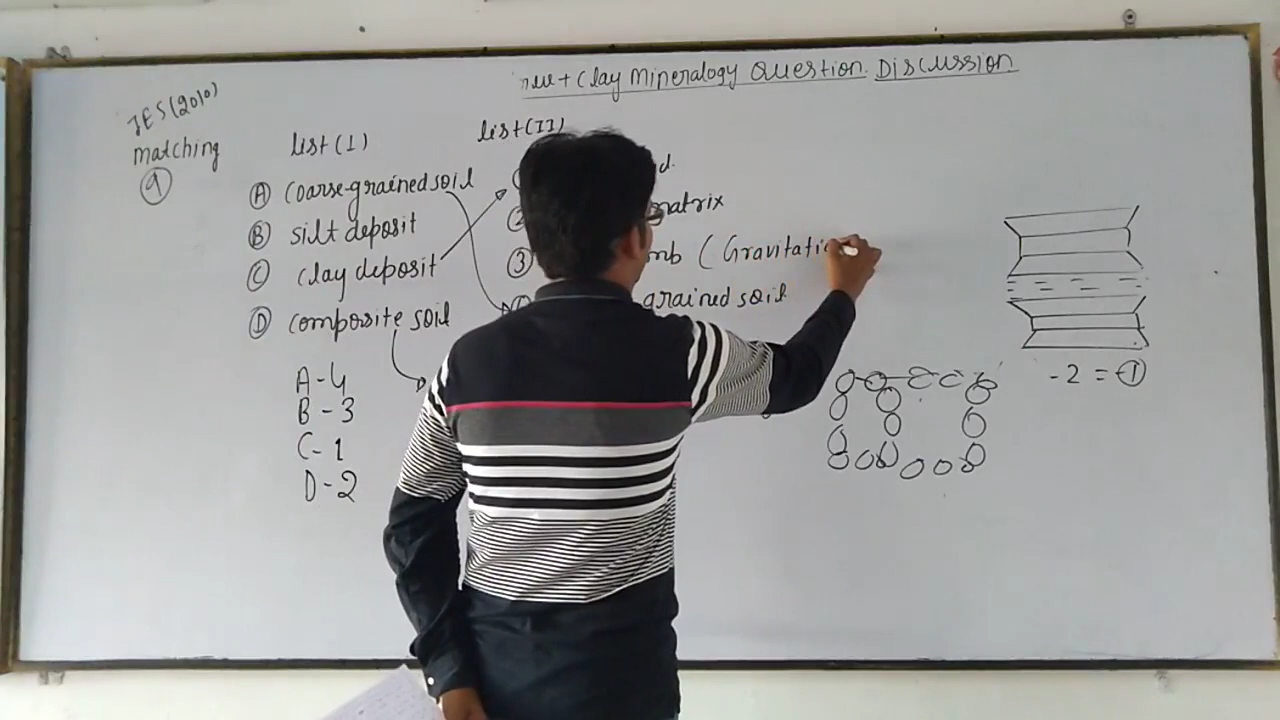 + Clay Mineralogy Question Discussion
IES (2010)
matching
9
list (I)
list (II)
A Coarse-grained soil
B silt deposit
C clay deposit
D composite soil
matrix
3 mb ( Gravitati
grained soil
A - 4
B - 3
C - 1
D - 2
- 2 = 1